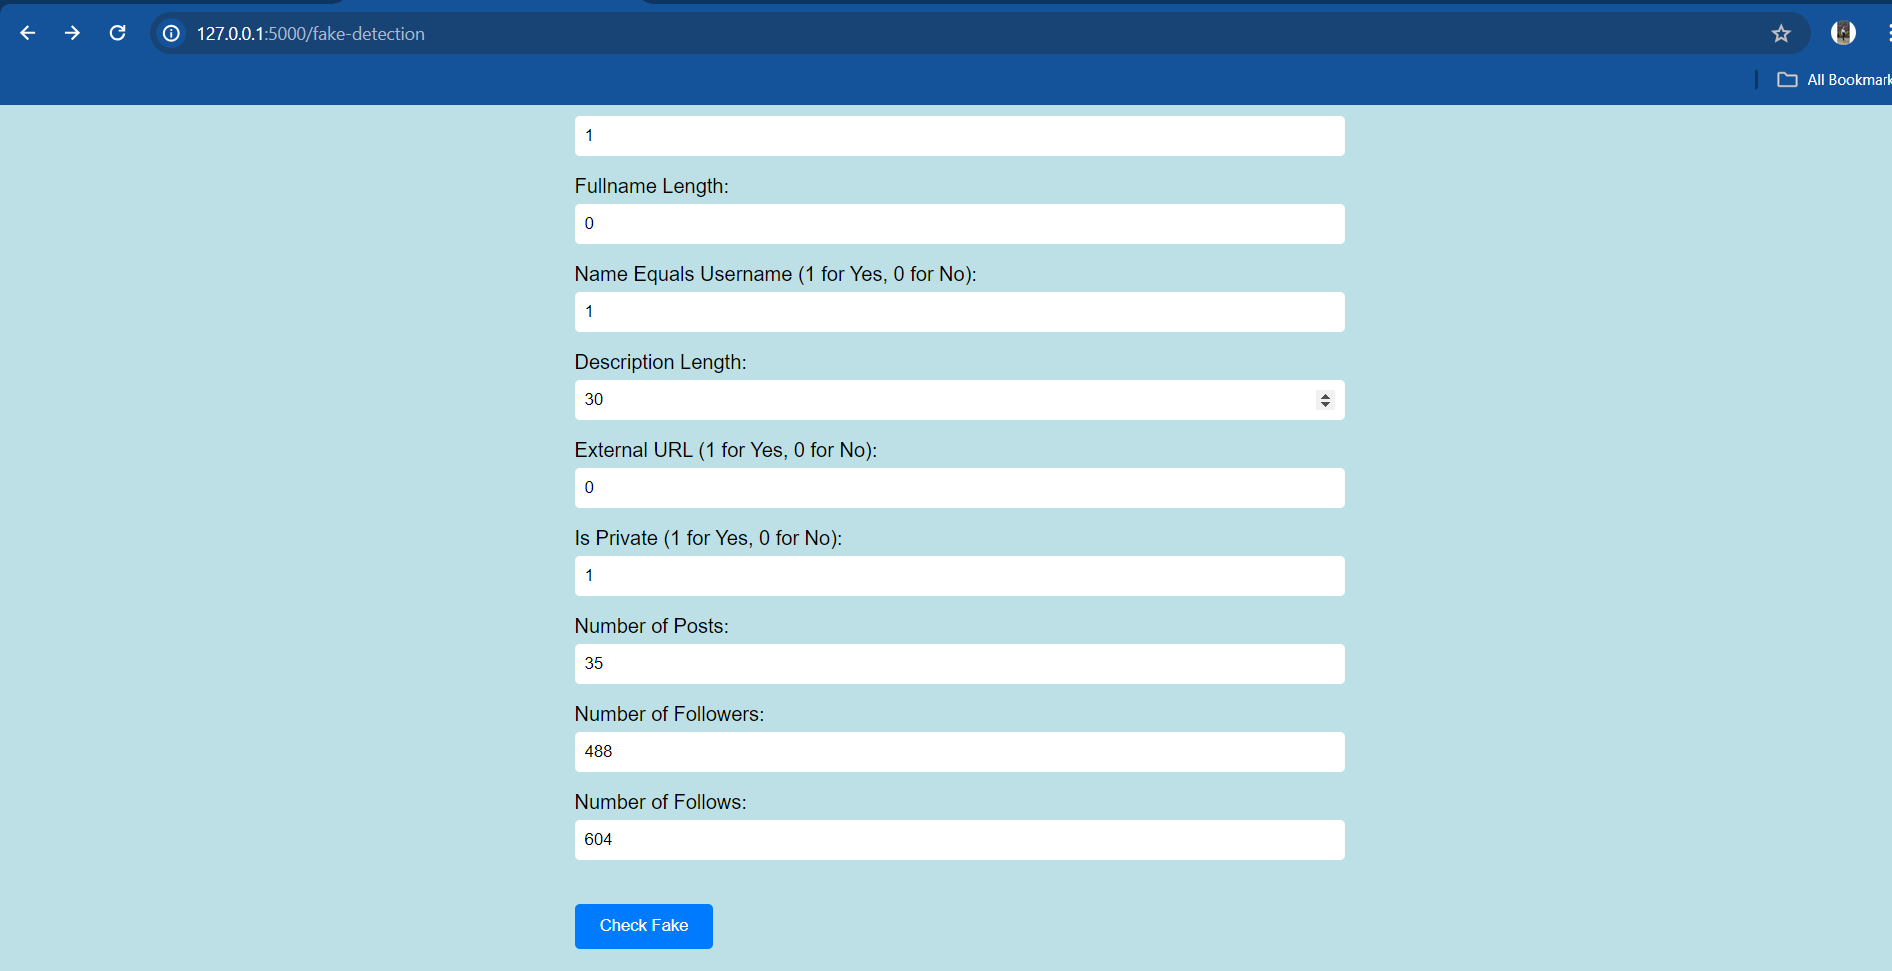 127.0.0.1:5000/fake-detection
All Bookmark
1
Fullname Length:
0
Name Equals Username (1 for Yes, 0 for No):
1
Description Length:
30
External URL (1 for Yes, 0 for No):
0
Is Private (1 for Yes, 0 for No):
1
Number of Posts:
35
Number of Followers:
488
Number of Follows:
604
Check Fake